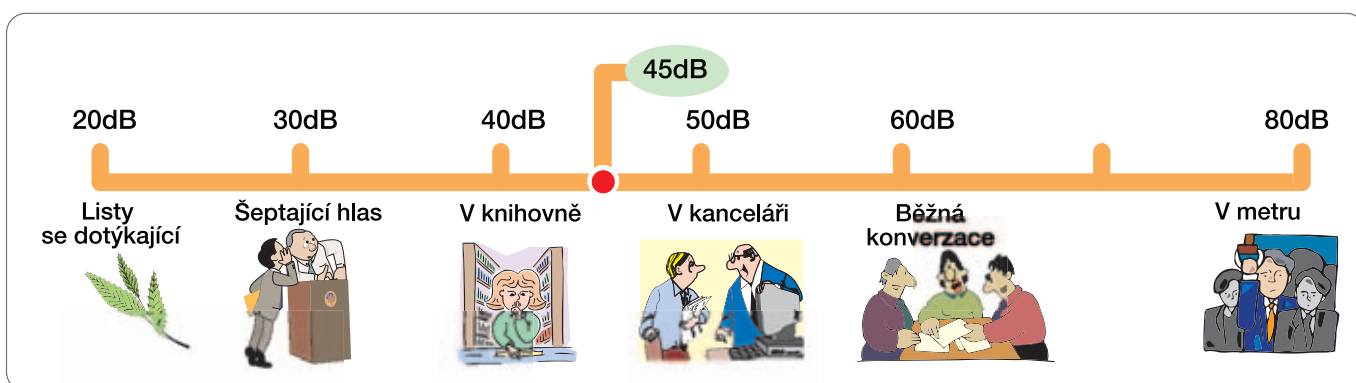 45dB
20dB
30dB
40dB
50dB
60dB
80dB
Listy
se dotýkající
Šeptající hlas
V knihovně
V kanceláři
Běžná
konverzace
V metru